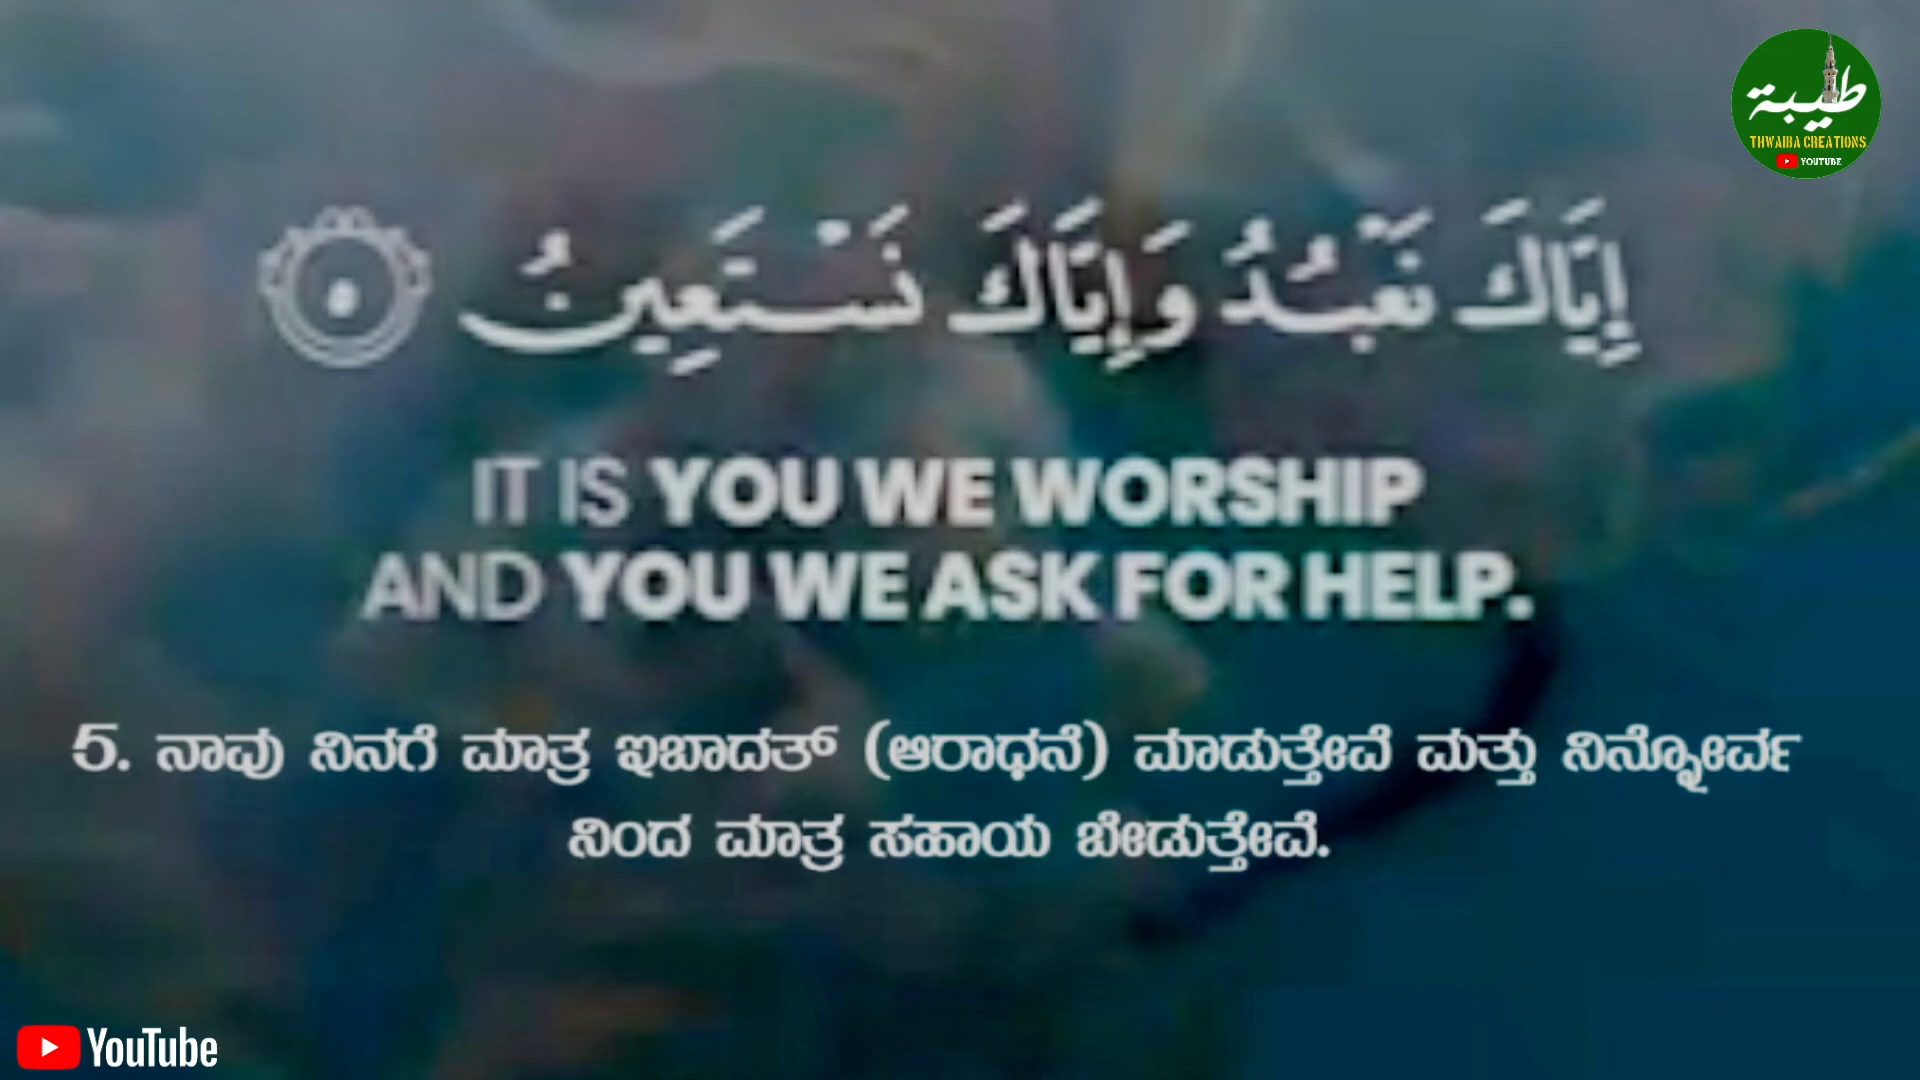 طيبة
THWAIBA CREATIONS
YOUTUBE
إِيَّاكَ نَعْبُدُ وَإِيَّاكَ نَسْتَعِينُ ٥
IT IS YOU WE WORSHIP
AND YOU WE ASK FOR HELP.
5. ನಾವು ನಿನಗೆ ಮಾತ್ರ ಇಬಾದತ್ (ಆರಾಧನೆ) ಮಾಡುತ್ತೇವೆ ಮತ್ತು ನಿನ್ನೋರ್ವ
ನಿಂದ ಮಾತ್ರ ಸಹಾಯ ಬೇಡುತ್ತೇವೆ.
YouTube